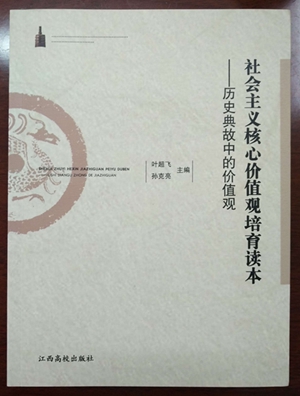 社会主义核心价值观培育读本
——历史典故中的价值观
叶超飞
孙克亮
主编
江西高校出版社